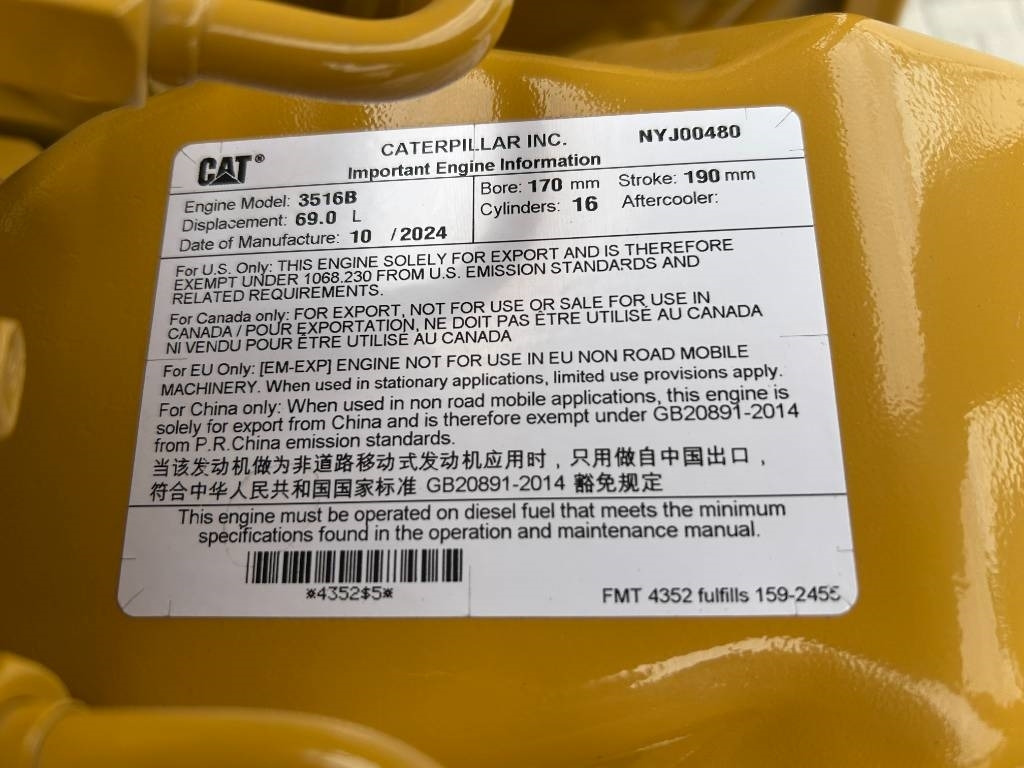 CAT®
CATERPILLAR INC. NYJ00480
Important Engine Information
Engine Model: 3516B
Displacement: 69.0 L
Date of Manufacture: 10 / 2024
Bore: 170 mm Stroke: 190 mm
Cylinders: 16 Aftercooler:
For U.S. Only: THIS ENGINE SOLELY FOR EXPORT AND IS THEREFORE
EXEMPT UNDER 1068.230 FROM U.S. EMISSION STANDARDS AND
RELATED REQUIREMENTS.
For Canada only: FOR EXPORT, NOT FOR USE OR SALE FOR USE IN
CANADA / POUR EXPORTATION, NE DOIT PAS ÊTRE UTILISÉ AU CANADA
NI VENDU POUR ÊTRE UTILISÉ AU CANADA
For EU Only: [EM-EXP] ENGINE NOT FOR USE IN EU NON ROAD MOBILE
MACHINERY. When used in stationary applications, limited use provisions apply.
For China only: When used in non road mobile applications, this engine is
solely for export from China and is therefore exempt under GB20891-2014
from P.R.China emission standards.
当该发动机做为非道路移动式发动机应用时，只用做自中国出口，
符合中华人民共和国国家标准 GB20891-2014 豁免规定
This engine must be operated on diesel fuel that meets the minimum
specifications found in the operation and maintenance manual.
*4352$5*
FMT 4352 fulfills 159-2455